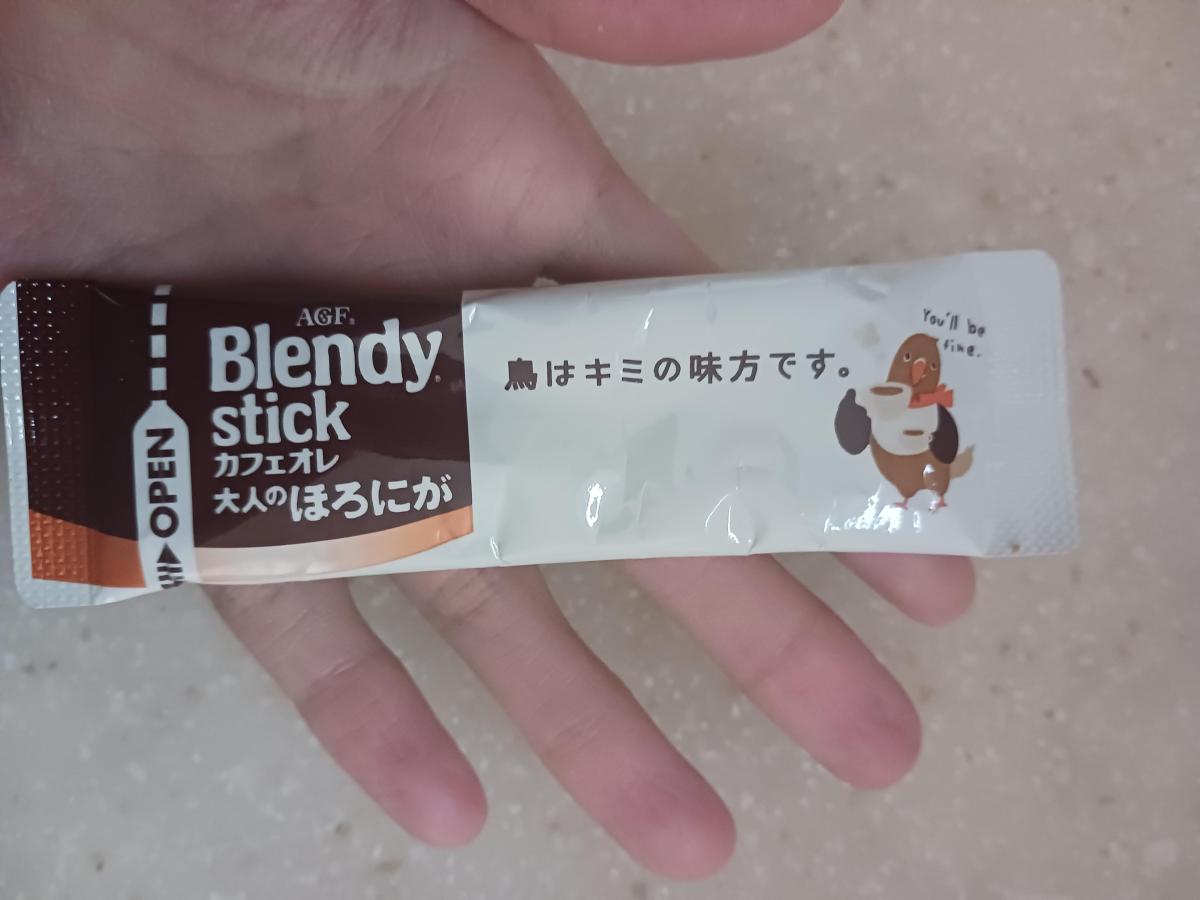 OPEN
AGF®
Blendy®
stick
カフェオレ
大人のほろにが
鳥はキミの味方です。
You'll be
fine.